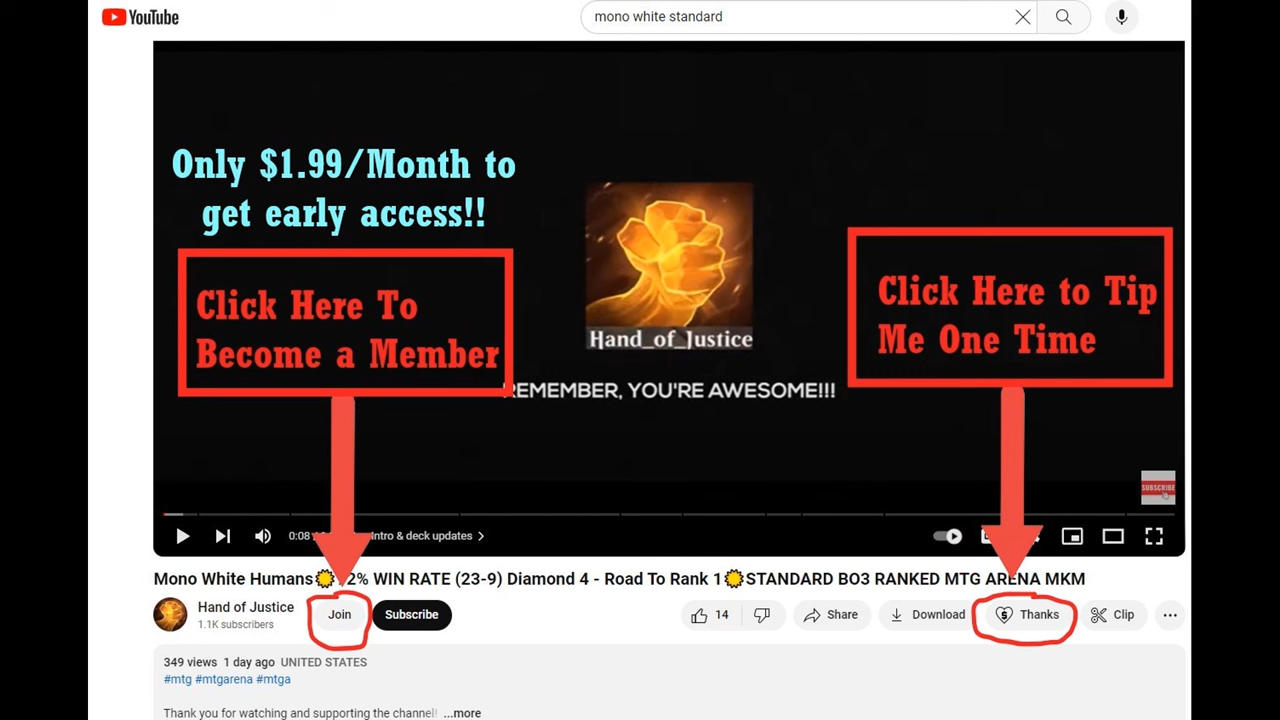 YouTube
mono white standard
Only $1.99/Month to
get early access!!
Click Here To
Become a Member
Click Here to Tip
Me One Time
Hand_of_Justice
REMEMBER, YOU'RE AWESOME!!!
SUBSCRIBE
0:08
Intro & deck updates
Mono White Humans 2% WIN RATE (23-9) Diamond 4 - Road To Rank 1 STANDARD BO3 RANKED MTG ARENA MKM
Hand of Justice
1.1K subscribers
Join
Subscribe
14
Share
Download
Thanks
Clip
349 views 1 day ago UNITED STATES
#mtg #mtgarena #mtga
Thank you for watching and supporting the channel! ...more